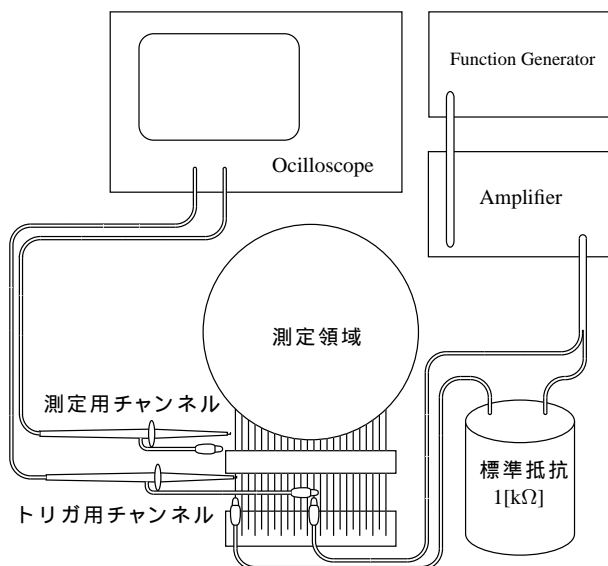 Function Generator
Ocilloscope
Amplifier
測定領域
測定用チャンネル
標準抵抗
1[kΩ]
トリガ用チャンネル